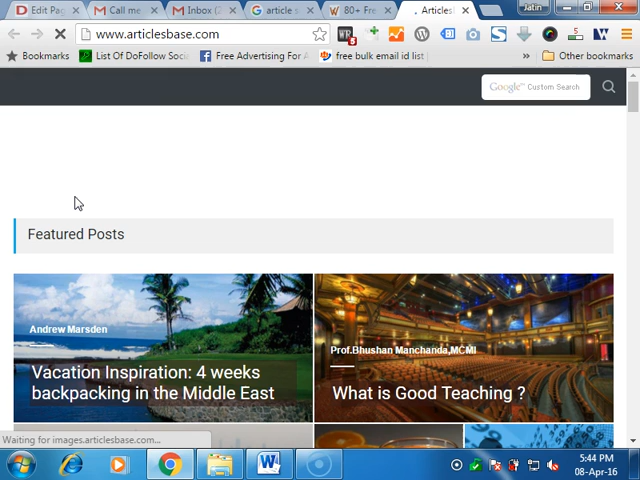 Edit Pag
Call me
Inbox (2
article s
80+ Fre
Articlesb
Jatin
www.articlesbase.com
Bookmarks
List Of DoFollow Soci
Free Advertising For A
free bulk email id list
Other bookmarks
Google™ Custom Search
Featured Posts
Andrew Marsden
Vacation Inspiration: 4 weeks
backpacking in the Middle East
Prof.Bhushan Manchanda,MCMI
What is Good Teaching ?
Waiting for images.articlesbase.com...
5:44 PM
08-Apr-16